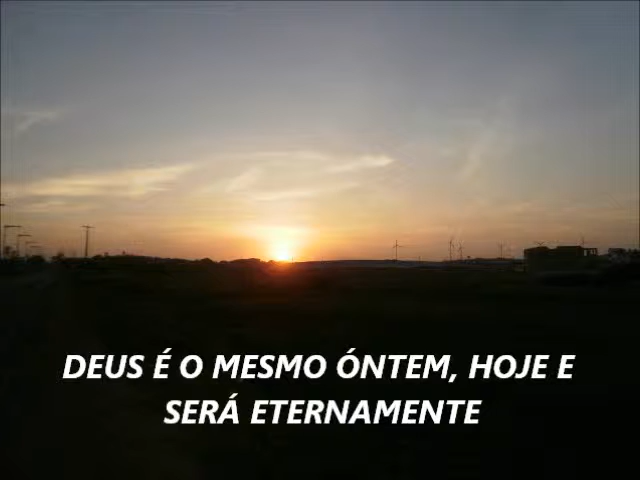 DEUS É O MESMO ÓNTEM, HOJE E
SERÁ ETERNAMENTE